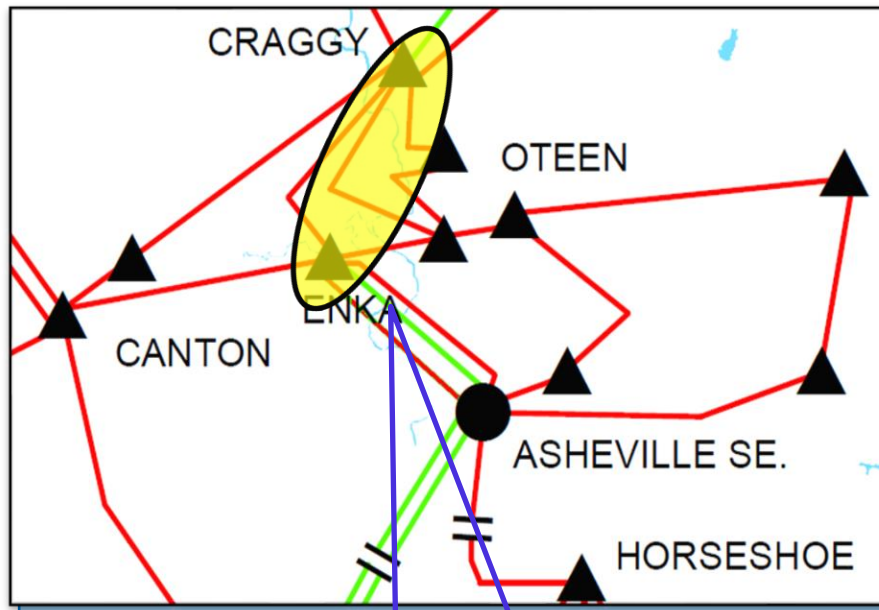 CRAGGY
OTEEN
ENKA
CANTON
ASHEVILLE SE.
HORSESHOE